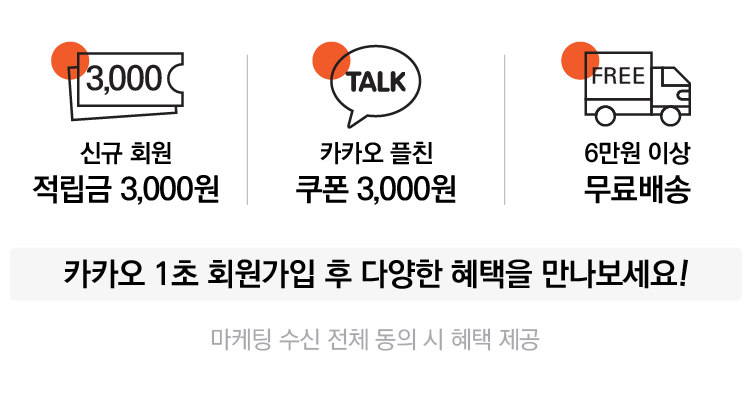 3,000
신규 회원
적립금 3,000원
TALK
카카오 플친
쿠폰 3,000원
FREE
6만원 이상
무료배송
카카오 1초 회원가입 후 다양한 혜택을 만나보세요!
마케팅 수신 전체 동의 시 혜택 제공